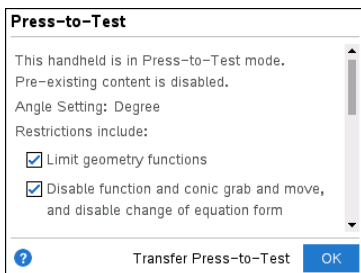 Press-to-Test
This handheld is in Press-to-Test mode.
Pre-existing content is disabled.
Angle Setting: Degree
Restrictions include:
Limit geometry functions
Disable function and conic grab and move,
and disable change of equation form
? Transfer Press-to-Test OK